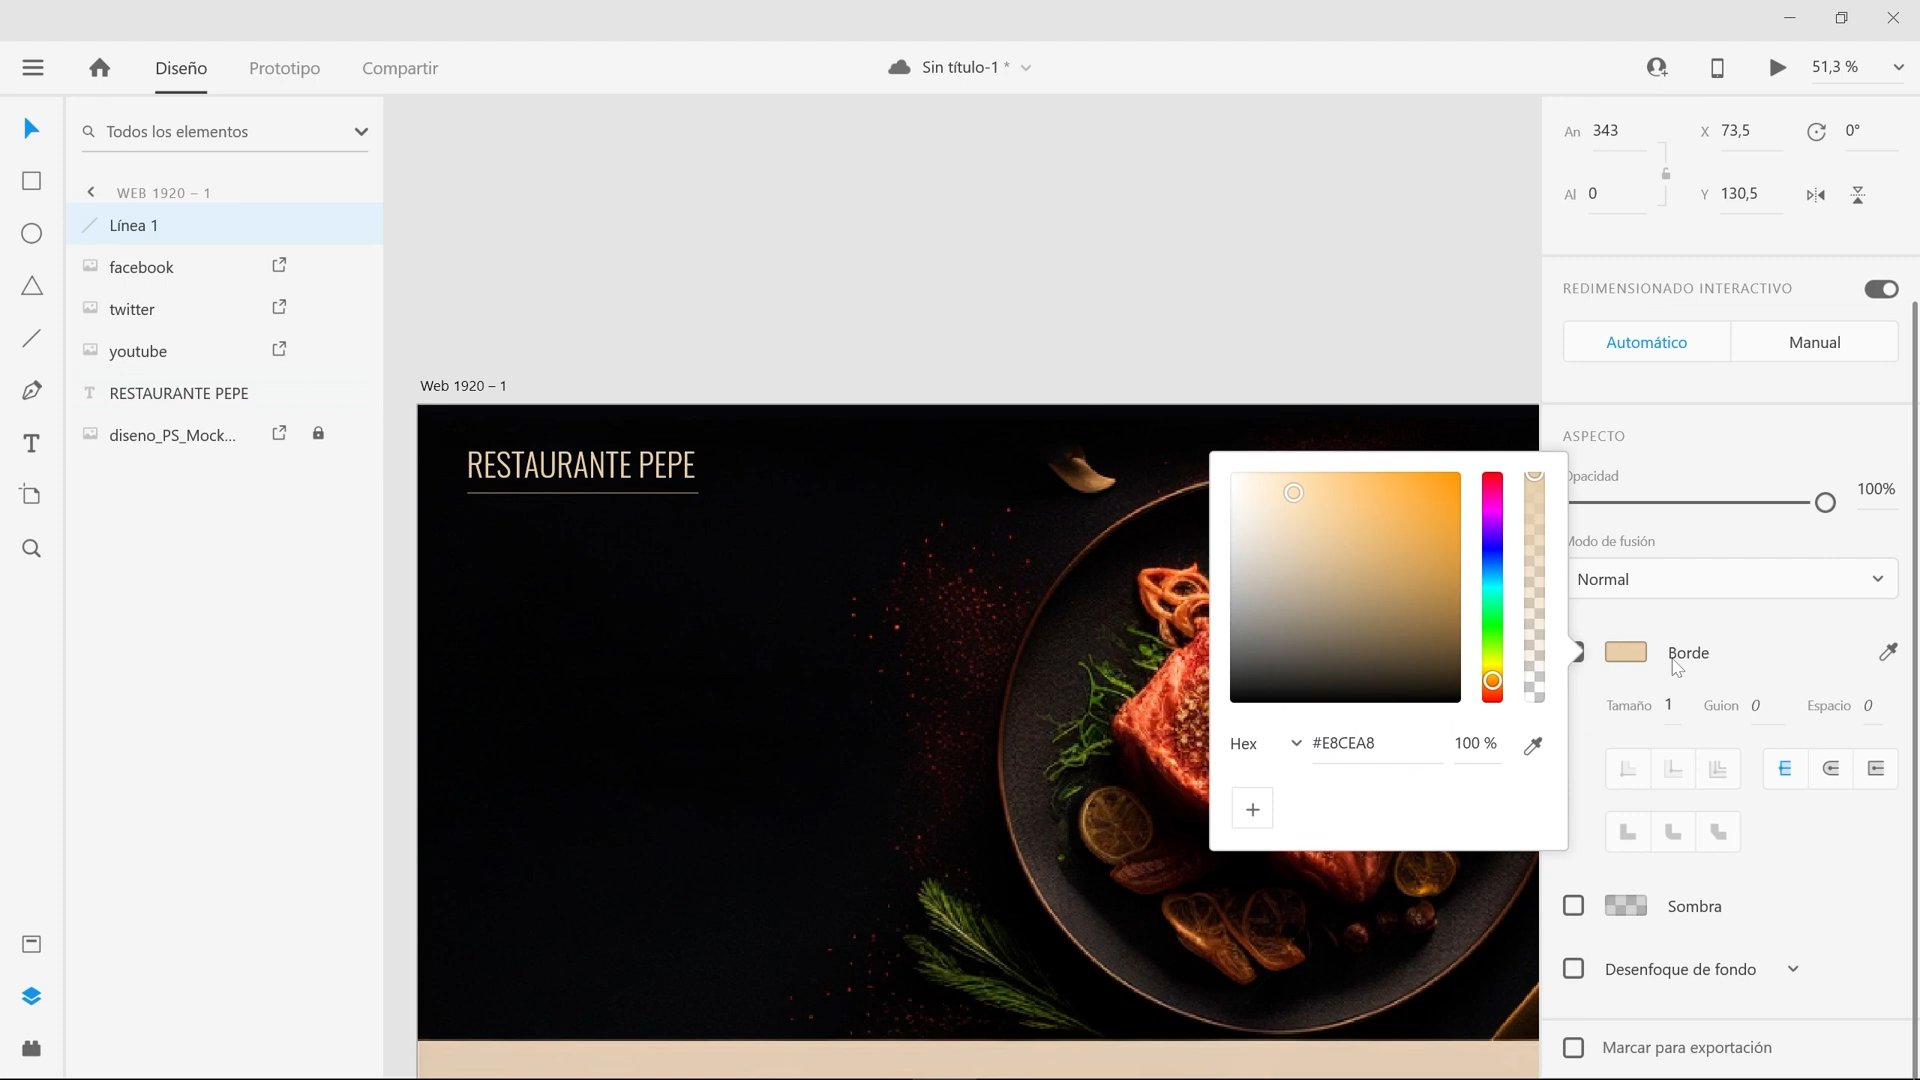 Diseño Prototipo Compartir
Sin título-1 *
51,3 %
Todos los elementos
WEB 1920 – 1
Línea 1
facebook
twitter
youtube
RESTAURANTE PEPE
diseno_PS_Mock...
Web 1920 – 1
RESTAURANTE PEPE
Hex #E8CEA8 100 %
An 343 X 73,5 0°
Al 0 Y 130,5
REDIMENSIONADO INTERACTIVO
Automático Manual
ASPECTO
Opacidad
100%
Modo de fusión
Normal
Borde
Tamaño 1 Guion 0 Espacio 0
Sombra
Desenfoque de fondo
Marcar para exportación